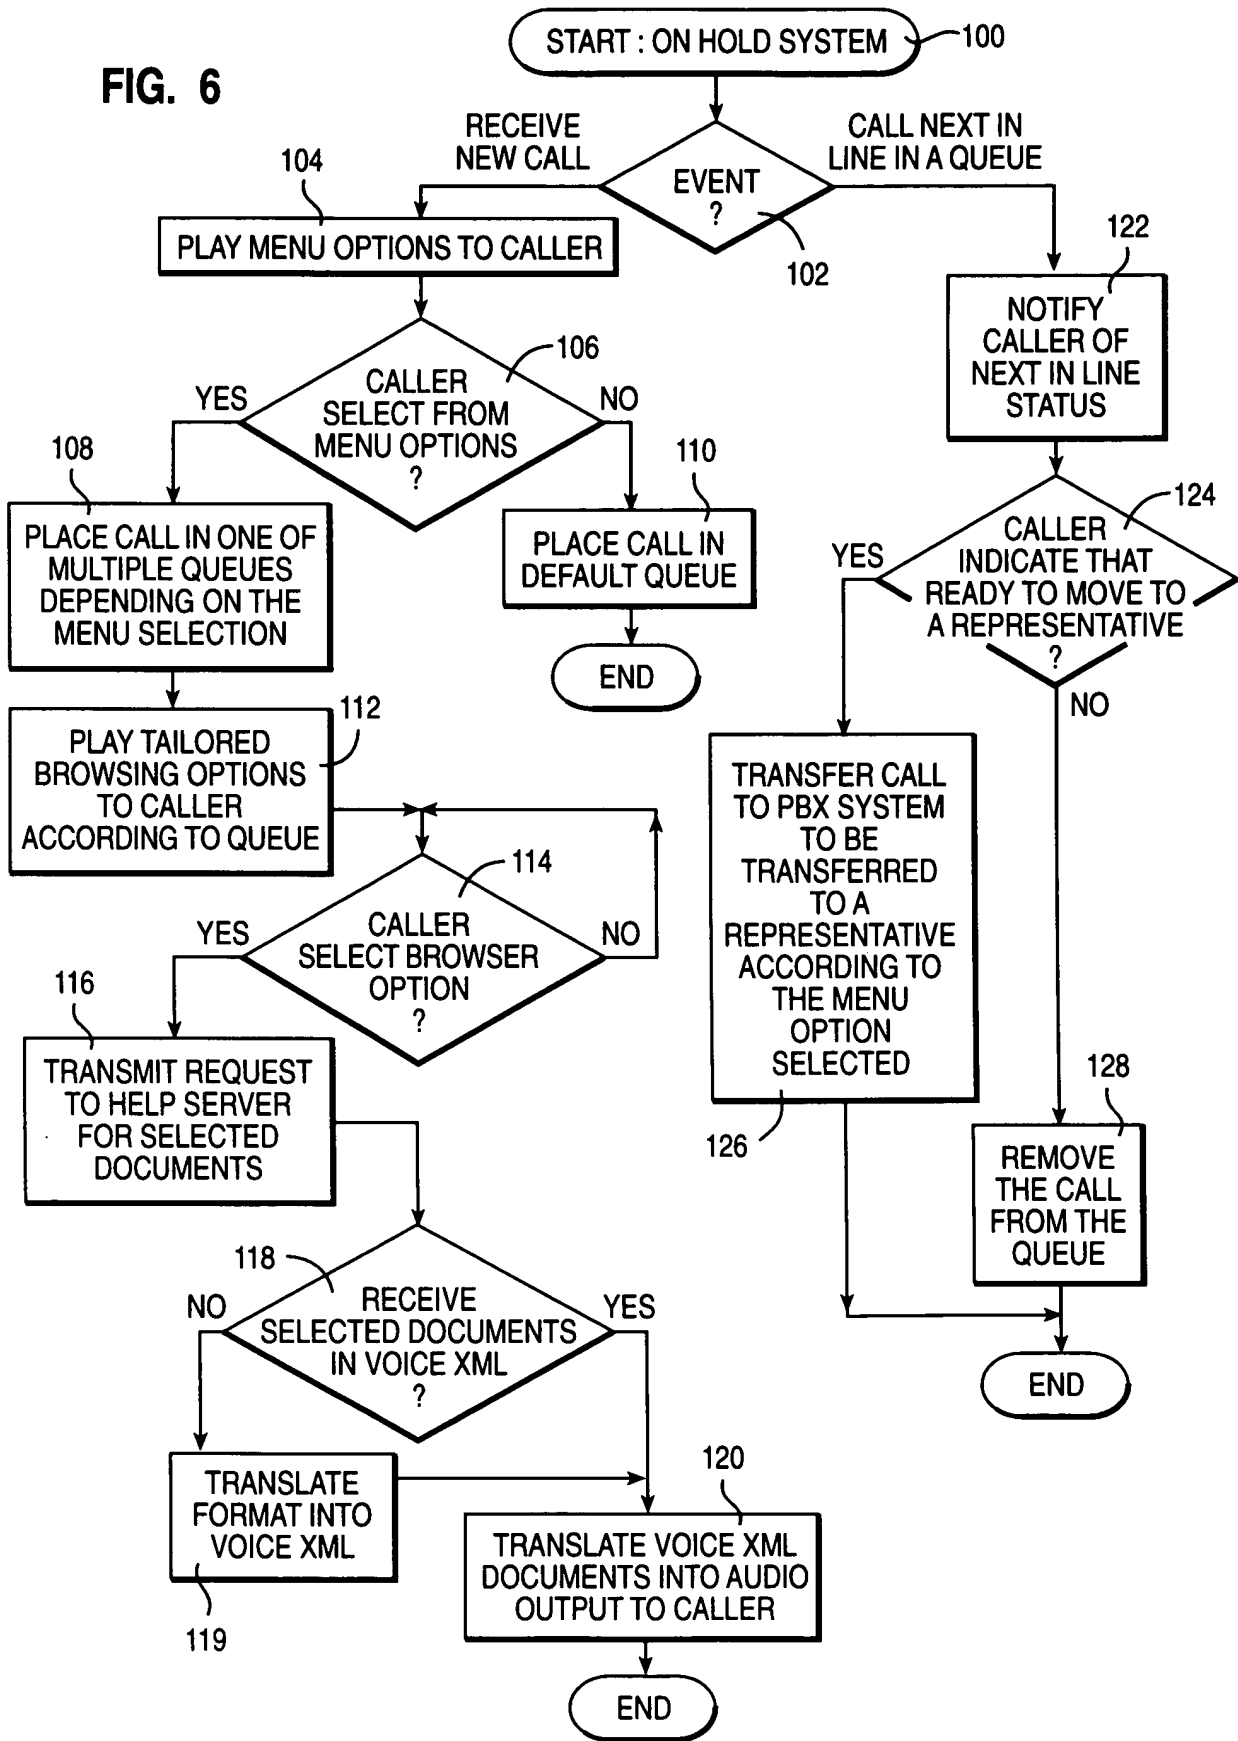 FIG. 6
START : ON HOLD SYSTEM
100
RECEIVE
NEW CALL
CALL NEXT IN
LINE IN A QUEUE
EVENT
?
102
104
PLAY MENU OPTIONS TO CALLER
122
NOTIFY
CALLER OF
NEXT IN LINE
STATUS
106
CALLER
SELECT FROM
MENU OPTIONS
?
YES
NO
108
PLACE CALL IN ONE OF
MULTIPLE QUEUES
DEPENDING ON THE
MENU SELECTION
110
PLACE CALL IN
DEFAULT QUEUE
END
124
CALLER
INDICATE THAT
READY TO MOVE TO
A REPRESENTATIVE
?
YES
NO
112
PLAY TAILORED
BROWSING OPTIONS
TO CALLER
ACCORDING TO QUEUE
114
CALLER
SELECT BROWSER
OPTION
?
YES
NO
TRANSFER CALL
TO PBX SYSTEM
TO BE
TRANSFERRED
TO A
REPRESENTATIVE
ACCORDING TO
THE MENU
OPTION
SELECTED
126
116
TRANSMIT REQUEST
TO HELP SERVER
FOR SELECTED
DOCUMENTS
128
REMOVE
THE CALL
FROM THE
QUEUE
END
118
RECEIVE
SELECTED DOCUMENTS
IN VOICE XML
?
NO
YES
TRANSLATE
FORMAT INTO
VOICE XML
119
120
TRANSLATE VOICE XML
DOCUMENTS INTO AUDIO
OUTPUT TO CALLER
END